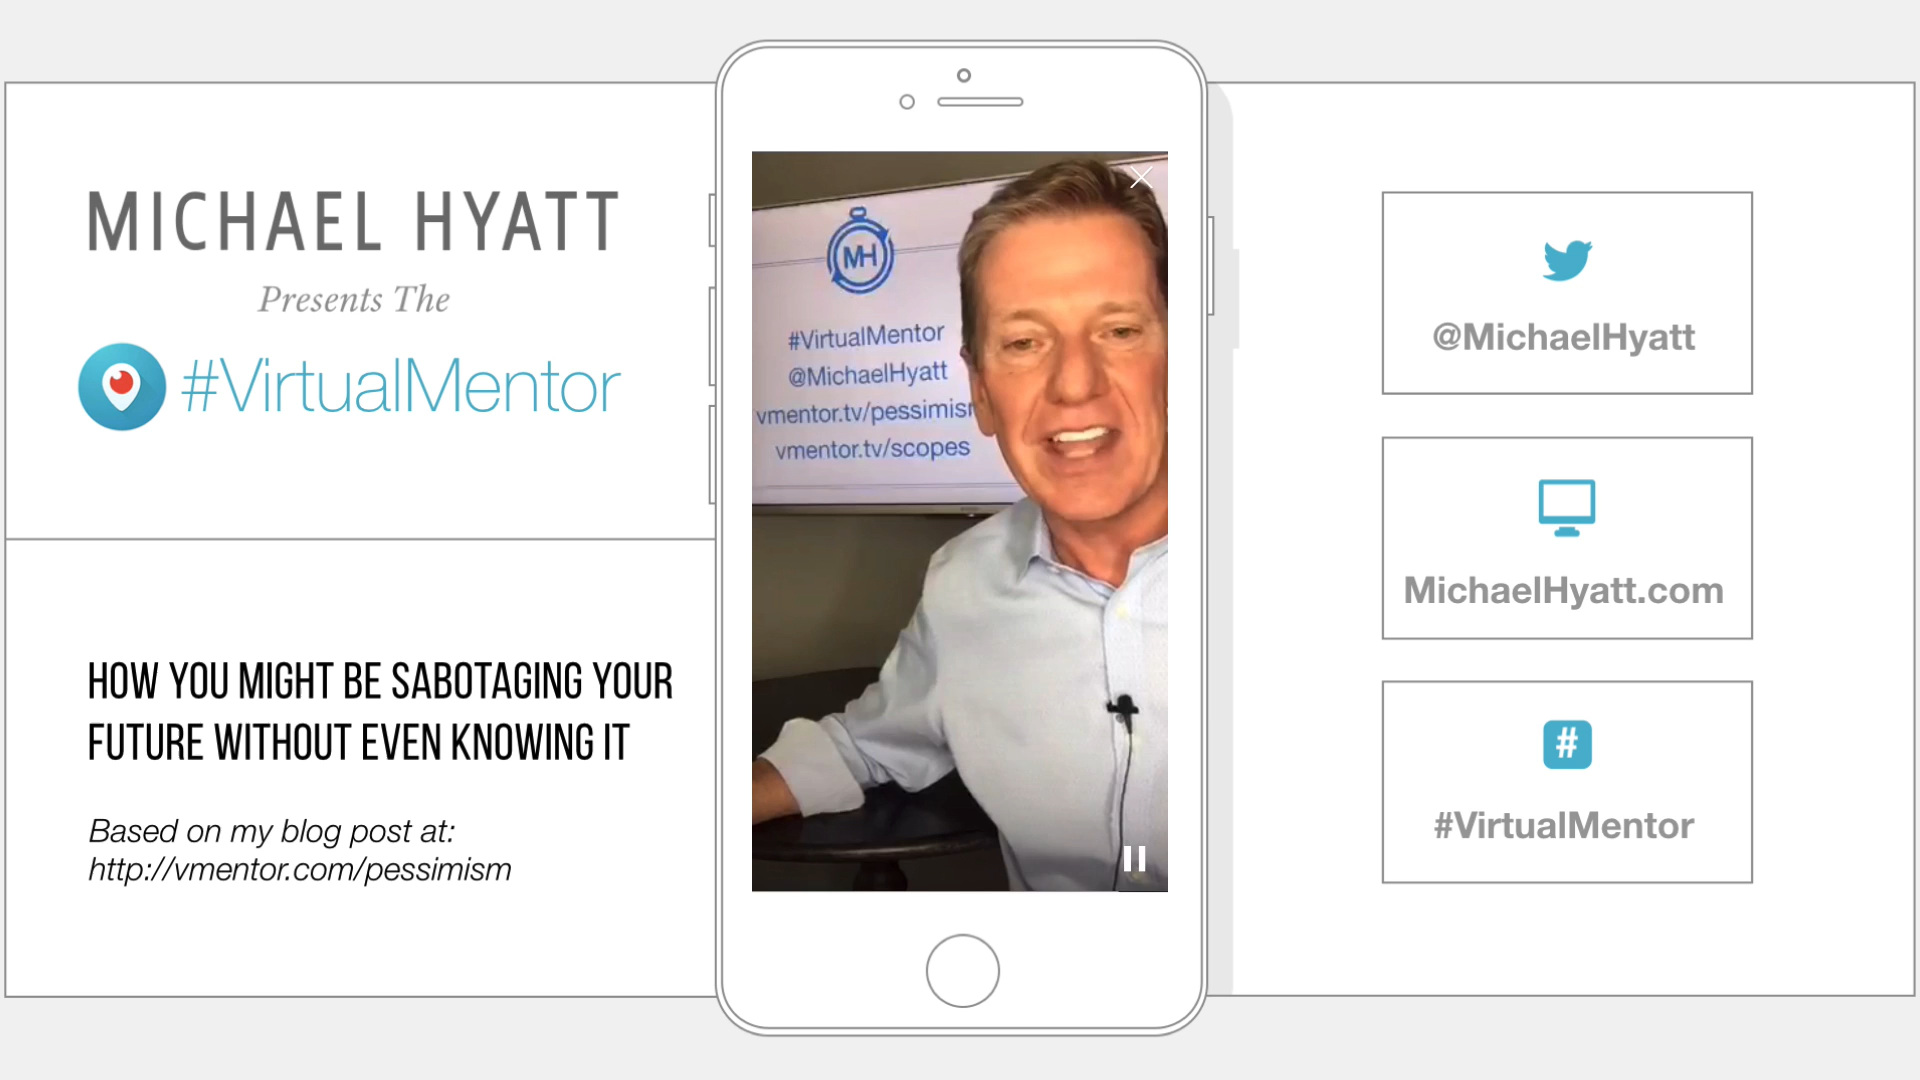 MICHAEL HYATT
Presents The
#VirtualMentor
HOW YOU MIGHT BE SABOTAGING YOUR
FUTURE WITHOUT EVEN KNOWING IT
Based on my blog post at:
http://vmentor.com/pessimism
MH
#VirtualMentor
@MichaelHyatt
vmentor.tv/pessimism
vmentor.tv/scopes
@MichaelHyatt
MichaelHyatt.com
#
#VirtualMentor